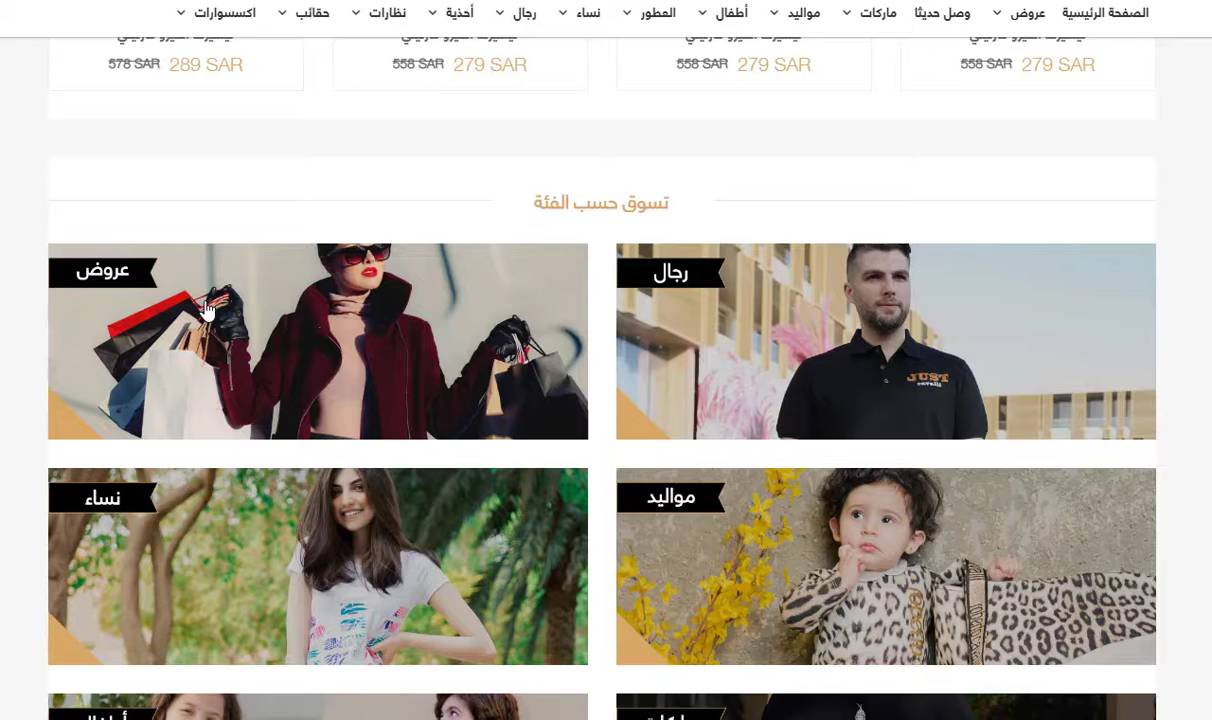 الصفحة الرئيسية عروض وصل حديثا ماركات مواليد أطفال العطور نساء رجال أحذية نظارات حقائب اكسسوارات
279 SAR 558 SAR
279 SAR 558 SAR
279 SAR 558 SAR
289 SAR 578 SAR
تسوق حسب الفئة
رجال
JUST
cavalli
عروض
مواليد
نساء